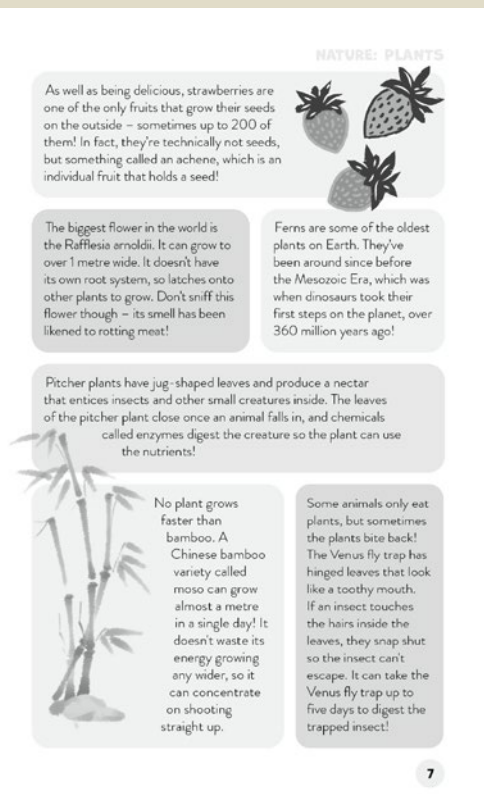 NATURE: PLANTS
As well as being delicious, strawberries are
one of the only fruits that grow their seeds
on the outside – sometimes up to 200 of
them! In fact, they're technically not seeds,
but something called an achene, which is an
individual fruit that holds a seed!
The biggest flower in the world is
the Rafflesia arnoldii. It can grow to
over 1 metre wide. It doesn't have
its own root system, so latches onto
other plants to grow. Don't sniff this
flower though – its smell has been
likened to rotting meat!
Ferns are some of the oldest
plants on Earth. They've
been around since before
the Mesozoic Era, which was
when dinosaurs took their
first steps on the planet, over
360 million years ago!
Pitcher plants have jug-shaped leaves and produce a nectar
that entices insects and other small creatures inside. The leaves
of the pitcher plant close once an animal falls in, and chemicals
called enzymes digest the creature so the plant can use
the nutrients!
No plant grows
faster than
bamboo. A
Chinese bamboo
variety called
moso can grow
almost a metre
in a single day! It
doesn't waste its
energy growing
any wider, so it
can concentrate
on shooting
straight up.
Some animals only eat
plants, but sometimes
the plants bite back!
The Venus fly trap has
hinged leaves that look
like a toothy mouth.
If an insect touches
the hairs inside the
leaves, they snap shut
so the insect can't
escape. It can take the
Venus fly trap up to
five days to digest the
trapped insect!
7